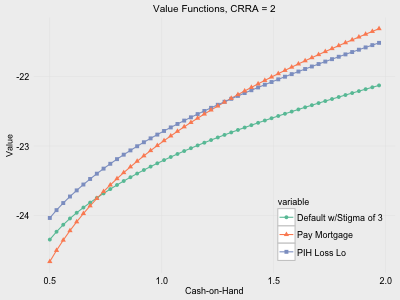 Value Functions, CRRA = 2
Value
-22
-23
-24
0.5 1.0 1.5 2.0
Cash-on-Hand
variable
Default w/Stigma of 3
Pay Mortgage
PIH Loss Lo